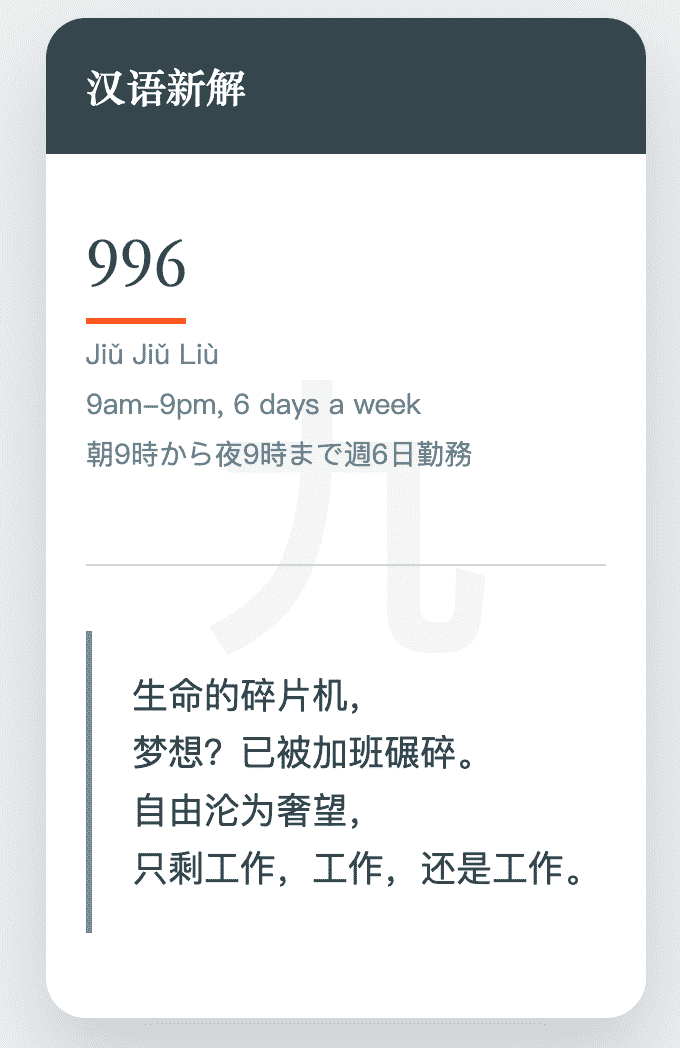 汉语新解
996
Jiǔ Jiǔ Liù
9am–9pm, 6 days a week
朝9時から夜9時まで週6日勤務
九
生命的碎片机，
梦想？已被加班碾碎。
自由沦为奢望，
只剩工作，工作，还是工作。